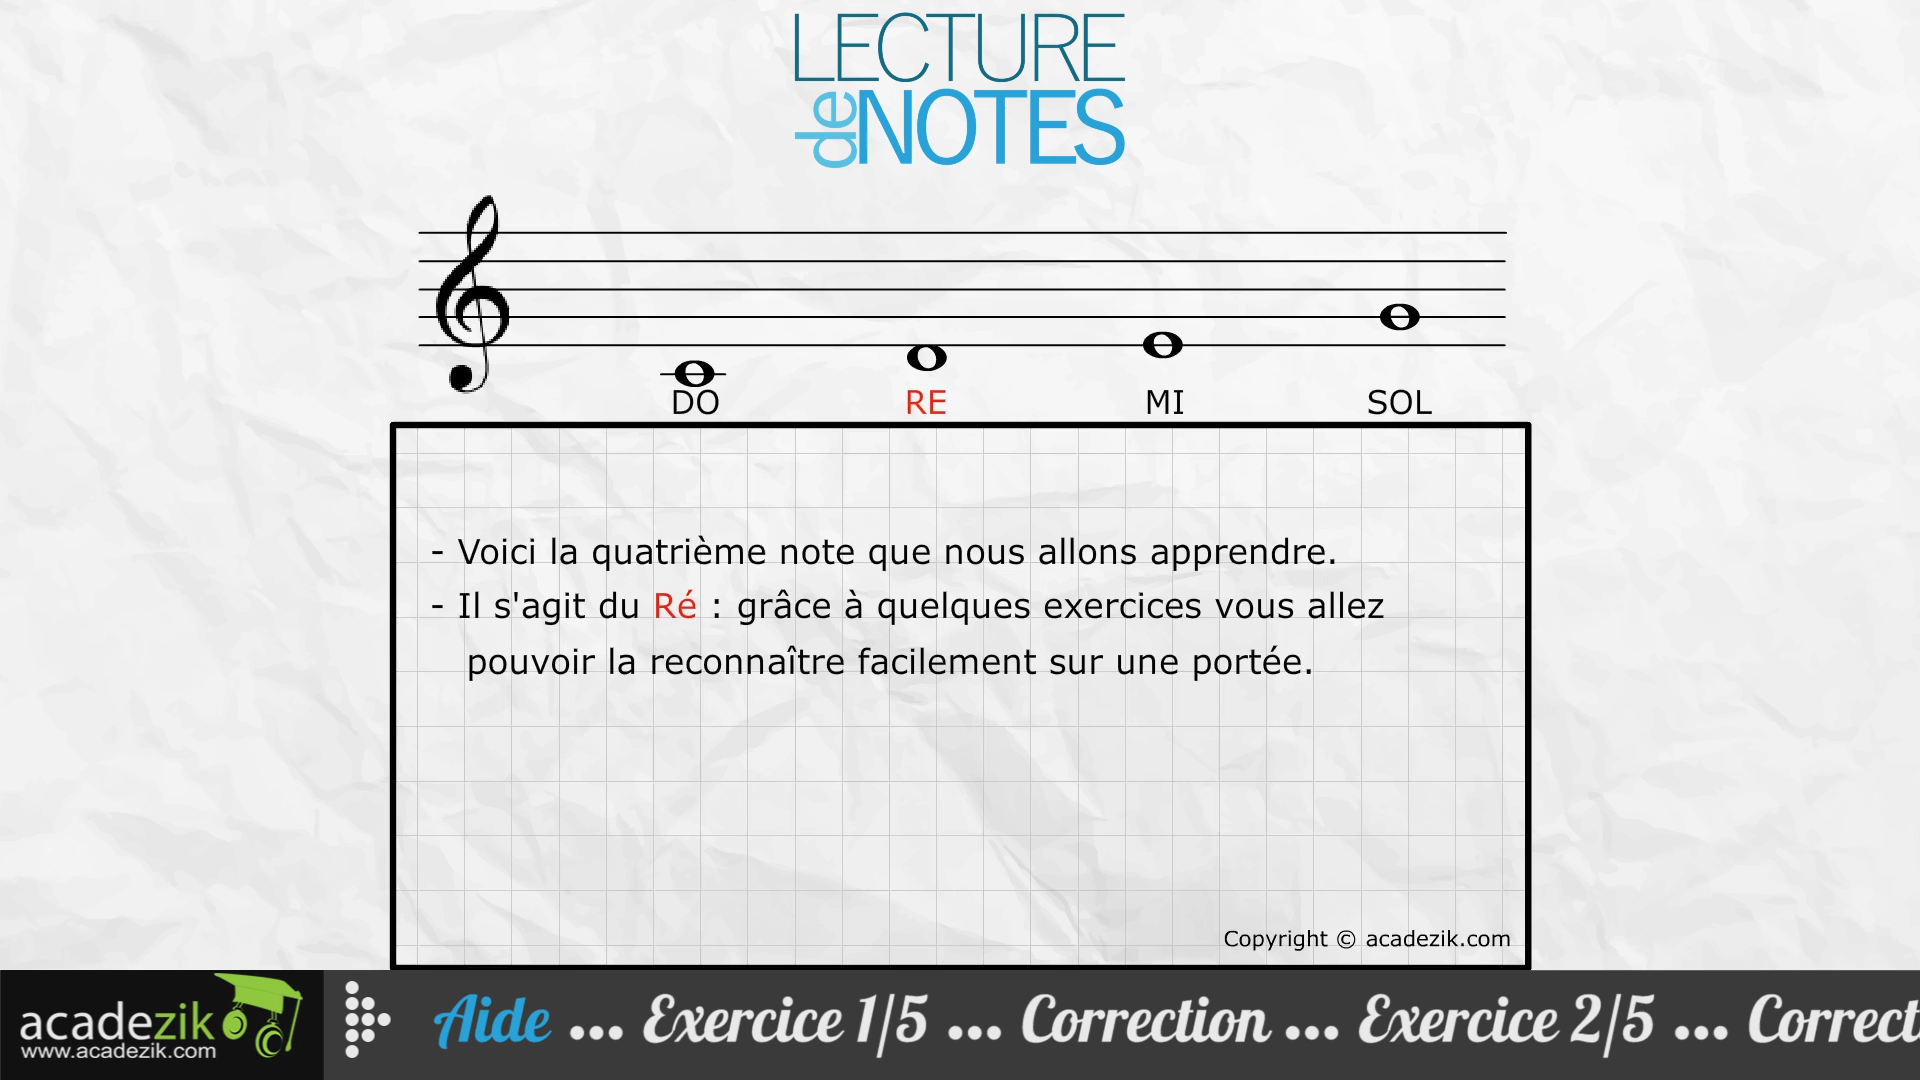 LECTURE
de NOTES
DO RE MI SOL
- Voici la quatrième note que nous allons apprendre.
- Il s'agit du Ré : grâce à quelques exercices vous allez
pouvoir la reconnaître facilement sur une portée.
Copyright © acadezik.com
acadezik
www.acadezik.com
Aide ... Exercice 1/5 ... Correction ... Exercice 2/5 ... Correct